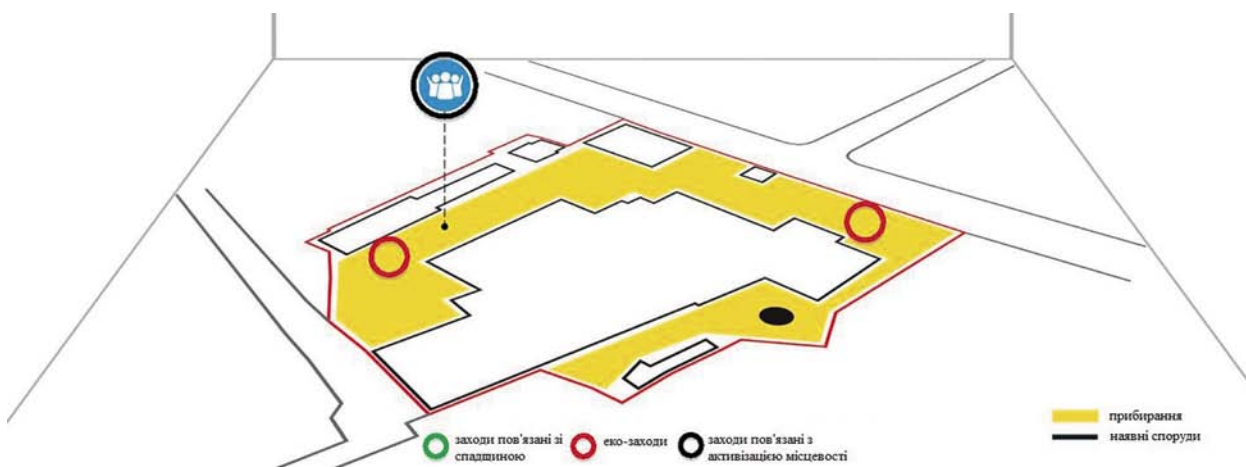 заходи пов'язані зі
спадщиною
еко-заходи
заходи пов'язані з
активізацією місцевості
прибирання
наявні споруди